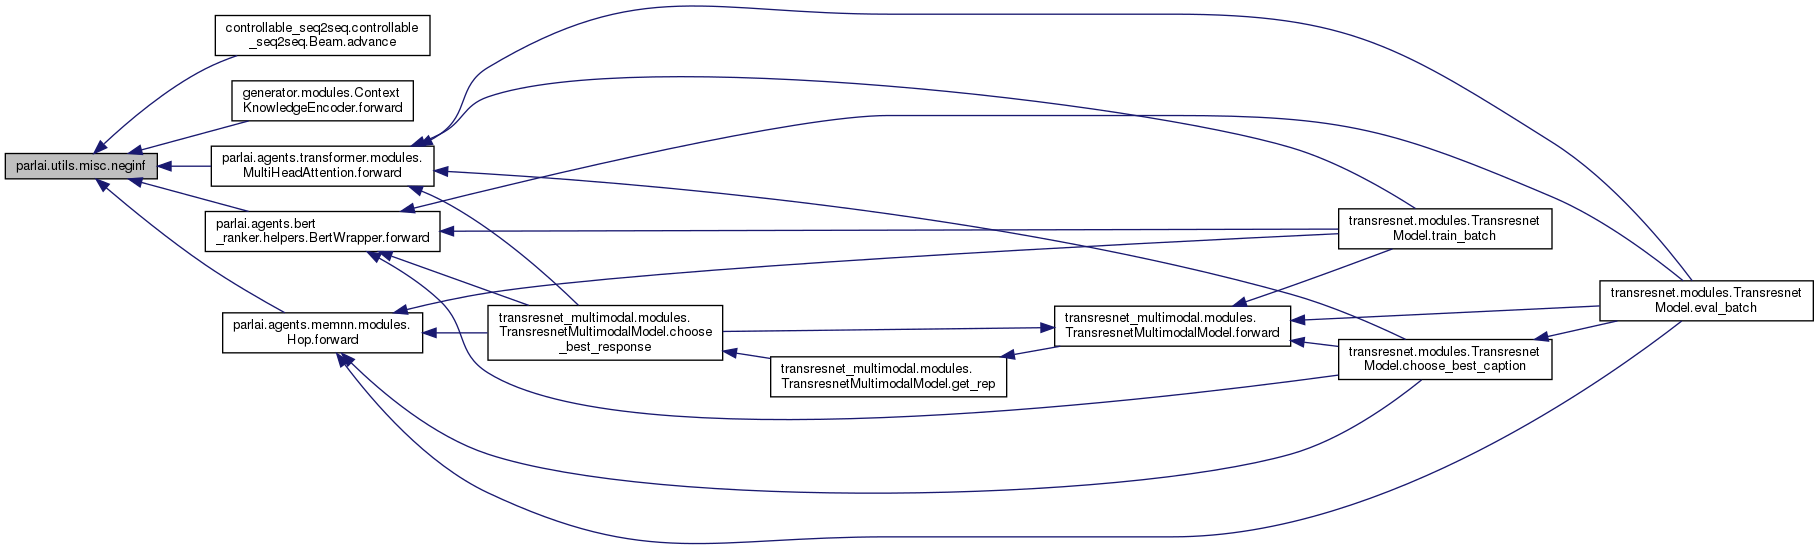 controllable_seq2seq.controllable
_seq2seq.Beam.advance
generator.modules.Context
KnowledgeEncoder.forward
parlai.utils.misc.neginf
parlai.agents.transformer.modules.
MultiHeadAttention.forward
parlai.agents.bert
_ranker.helpers.BertWrapper.forward
parlai.agents.memnn.modules.
Hop.forward
transresnet_multimodal.modules.
TransresnetMultimodalModel.choose
_best_response
transresnet_multimodal.modules.
TransresnetMultimodalModel.get_rep
transresnet_multimodal.modules.
TransresnetMultimodalModel.forward
transresnet.modules.Transresnet
Model.train_batch
transresnet.modules.Transresnet
Model.choose_best_caption
transresnet.modules.Transresnet
Model.eval_batch